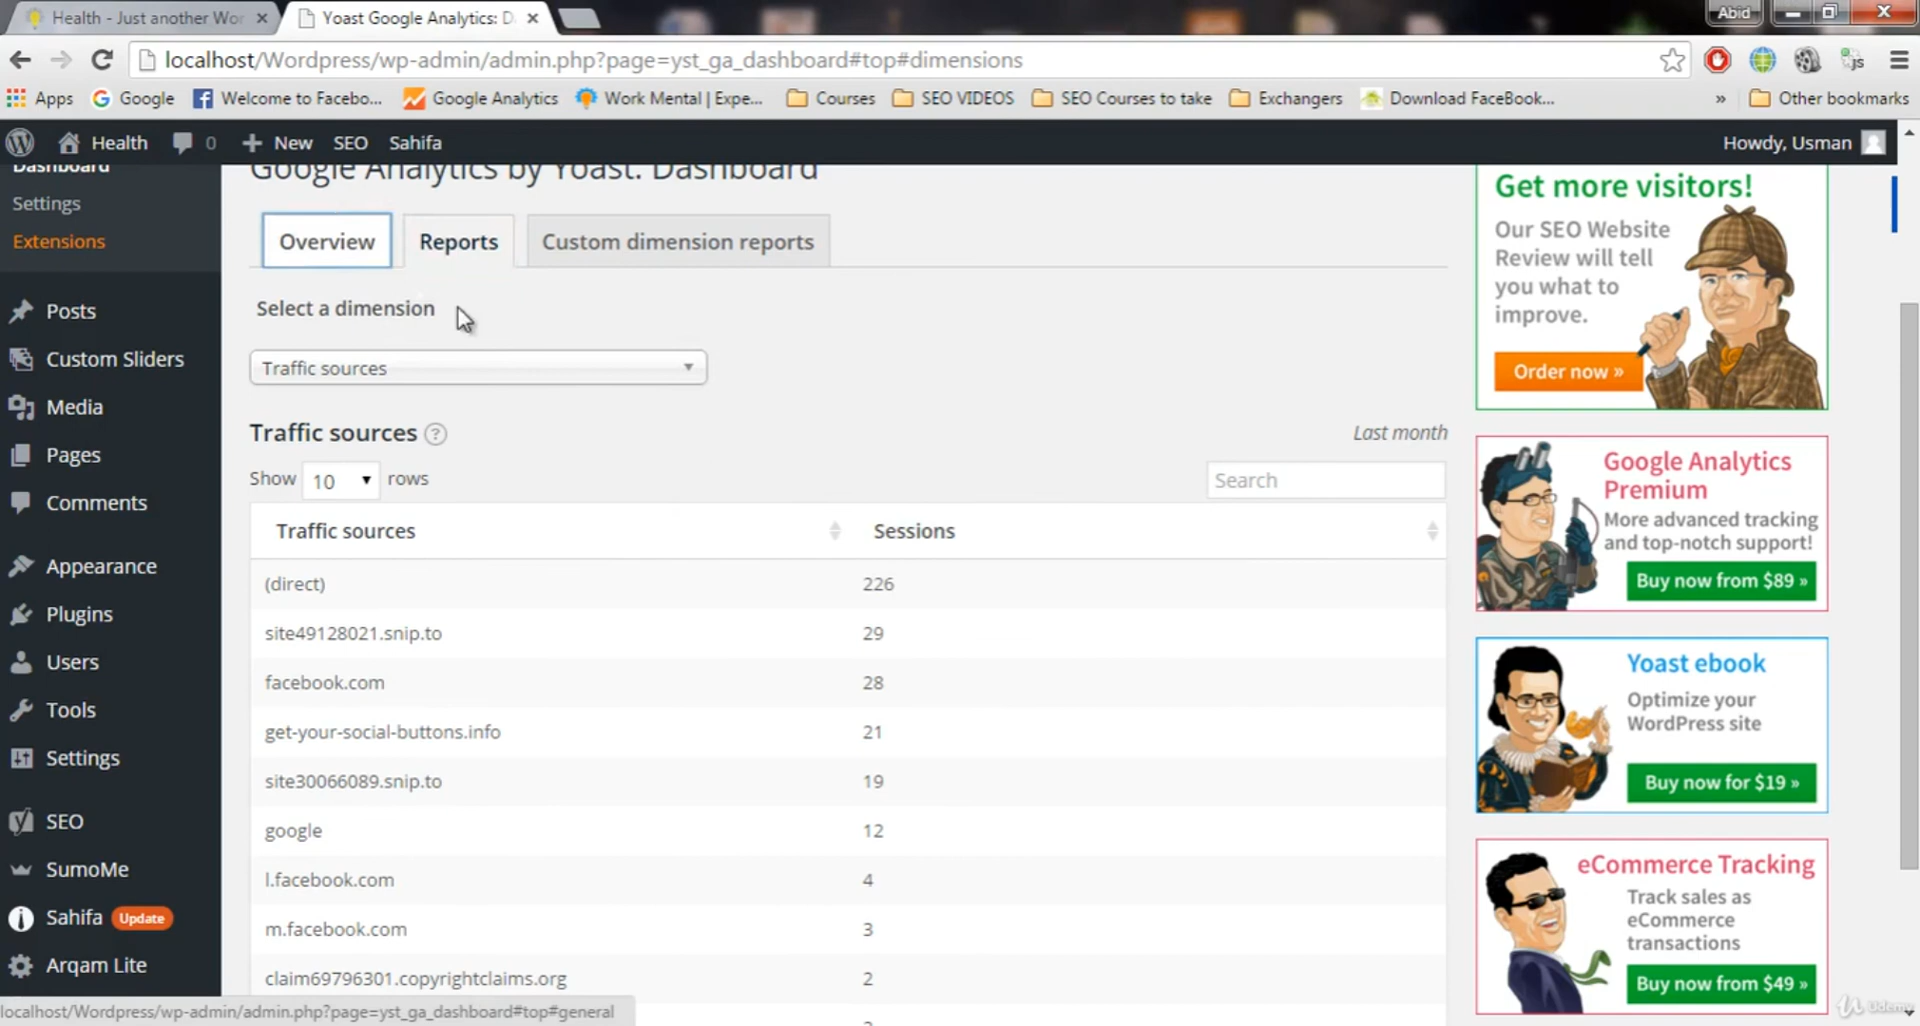 Health - Just another Wor
Yoast Google Analytics: D
Abid
localhost/Wordpress/wp-admin/admin.php?page=yst_ga_dashboard#top#dimensions
Apps
Google
Welcome to Facebo...
Google Analytics
Work Mental | Expe...
Courses
SEO VIDEOS
SEO Courses to take
Exchangers
Download FaceBook...
»
Other bookmarks
Health
0
New
SEO
Sahifa
Howdy, Usman
Dashboard
Settings
Extensions
Posts
Custom Sliders
Media
Pages
Comments
Appearance
Plugins
Users
Tools
Settings
SEO
SumoMe
Sahifa Update
Arqam Lite
Google Analytics by Yoast: Dashboard
Overview
Reports
Custom dimension reports
Select a dimension
Traffic sources
Traffic sources ?
Last month
Show 10 rows
Search
Traffic sources Sessions
(direct) 226
site49128021.snip.to 29
facebook.com 28
get-your-social-buttons.info 21
site30066089.snip.to 19
google 12
l.facebook.com 4
m.facebook.com 3
claim69796301.copyrightclaims.org 2
Get more visitors!
Our SEO Website
Review will tell
you what to
improve.
Order now »
Google Analytics
Premium
More advanced tracking
and top-notch support!
Buy now from $89 »
Yoast ebook
Optimize your
WordPress site
Buy now for $19 »
eCommerce Tracking
Track sales as
eCommerce
transactions
Buy now from $49 »
localhost/Wordpress/wp-admin/admin.php?page=yst_ga_dashboard#top#general
Udemy